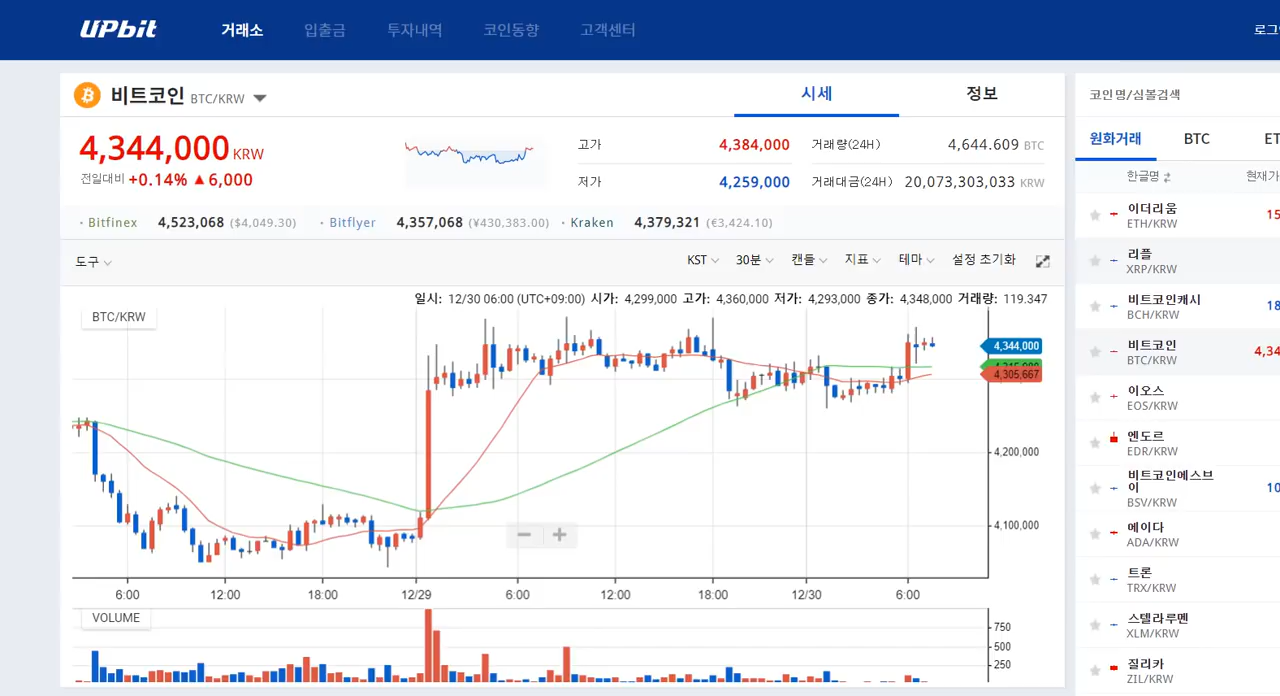 UPbit 거래소 입출금 투자내역 코인동향 고객센터 로그인
비트코인 BTC/KRW 시세 정보
4,344,000 KRW
전일대비 +0.14% ▲ 6,000
고가 4,384,000 거래량(24H) 4,644.609 BTC
저가 4,259,000 거래대금(24H) 20,073,303,033 KRW
· Bitfinex 4,523,068 ($4,049.30) · Bitflyer 4,357,068 (¥430,383.00) · Kraken 4,379,321 (€3,424.10)
도구 KST 30분 캔들 지표 테마 설정 초기화
일시: 12/30 06:00 (UTC+09:00) 시가: 4,299,000 고가: 4,360,000 저가: 4,293,000 종가: 4,348,000 거래량: 119.347
BTC/KRW
4,344,000
4,305,667
4,200,000
4,100,000
6:00 12:00 18:00 12/29 6:00 12:00 18:00 12/30 6:00
VOLUME
750
500
250
코인명/심볼검색
원화거래 BTC ET
한글명 현재가
이더리움 15
ETH/KRW
리플
XRP/KRW
비트코인캐시 18
BCH/KRW
비트코인 4,34
BTC/KRW
이오스
EOS/KRW
엔도르
EDR/KRW
비트코인에스브
이 10
BSV/KRW
에이다
ADA/KRW
트론
TRX/KRW
스텔라루멘
XLM/KRW
질리카
ZIL/KRW